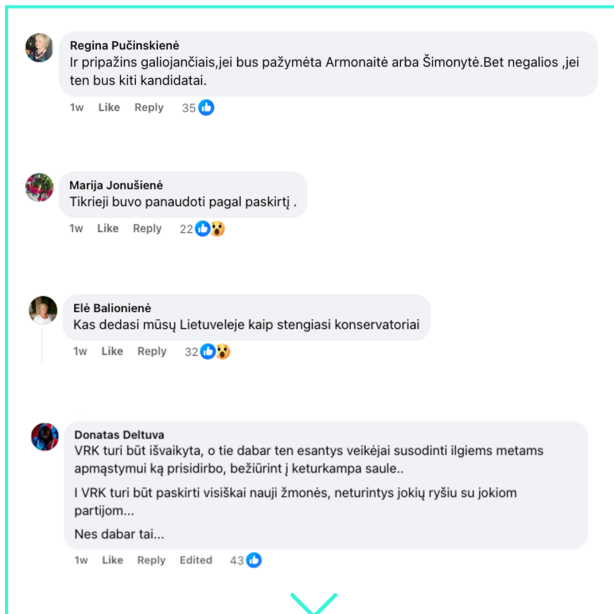 Regina Pučinskienė
Ir pripažins galiojančiais,jei bus pažymėta Armonaitė arba Šimonytė.Bet negalios ,jei
ten bus kiti kandidatai.
1w Like Reply 35
Marija Jonušienė
Tikrieji buvo panaudoti pagal paskirtį .
1w Like Reply 22
Elė Balionienė
Kas dedasi mūsų Lietuveleje kaip stengiasi konservatoriai
1w Like Reply 32
Donatas Deltuva
VRK turi būt išvaikyta, o tie dabar ten esantys veikėjai susodinti ilgiems metams
apmąstymui ką prisidirbo, bežiūrint į keturkampa saule..
I VRK turi būt paskirti visiškai nauji žmonės, neturintys jokių ryšiu su jokiom
partijom...
Nes dabar tai...
1w Like Reply Edited 43